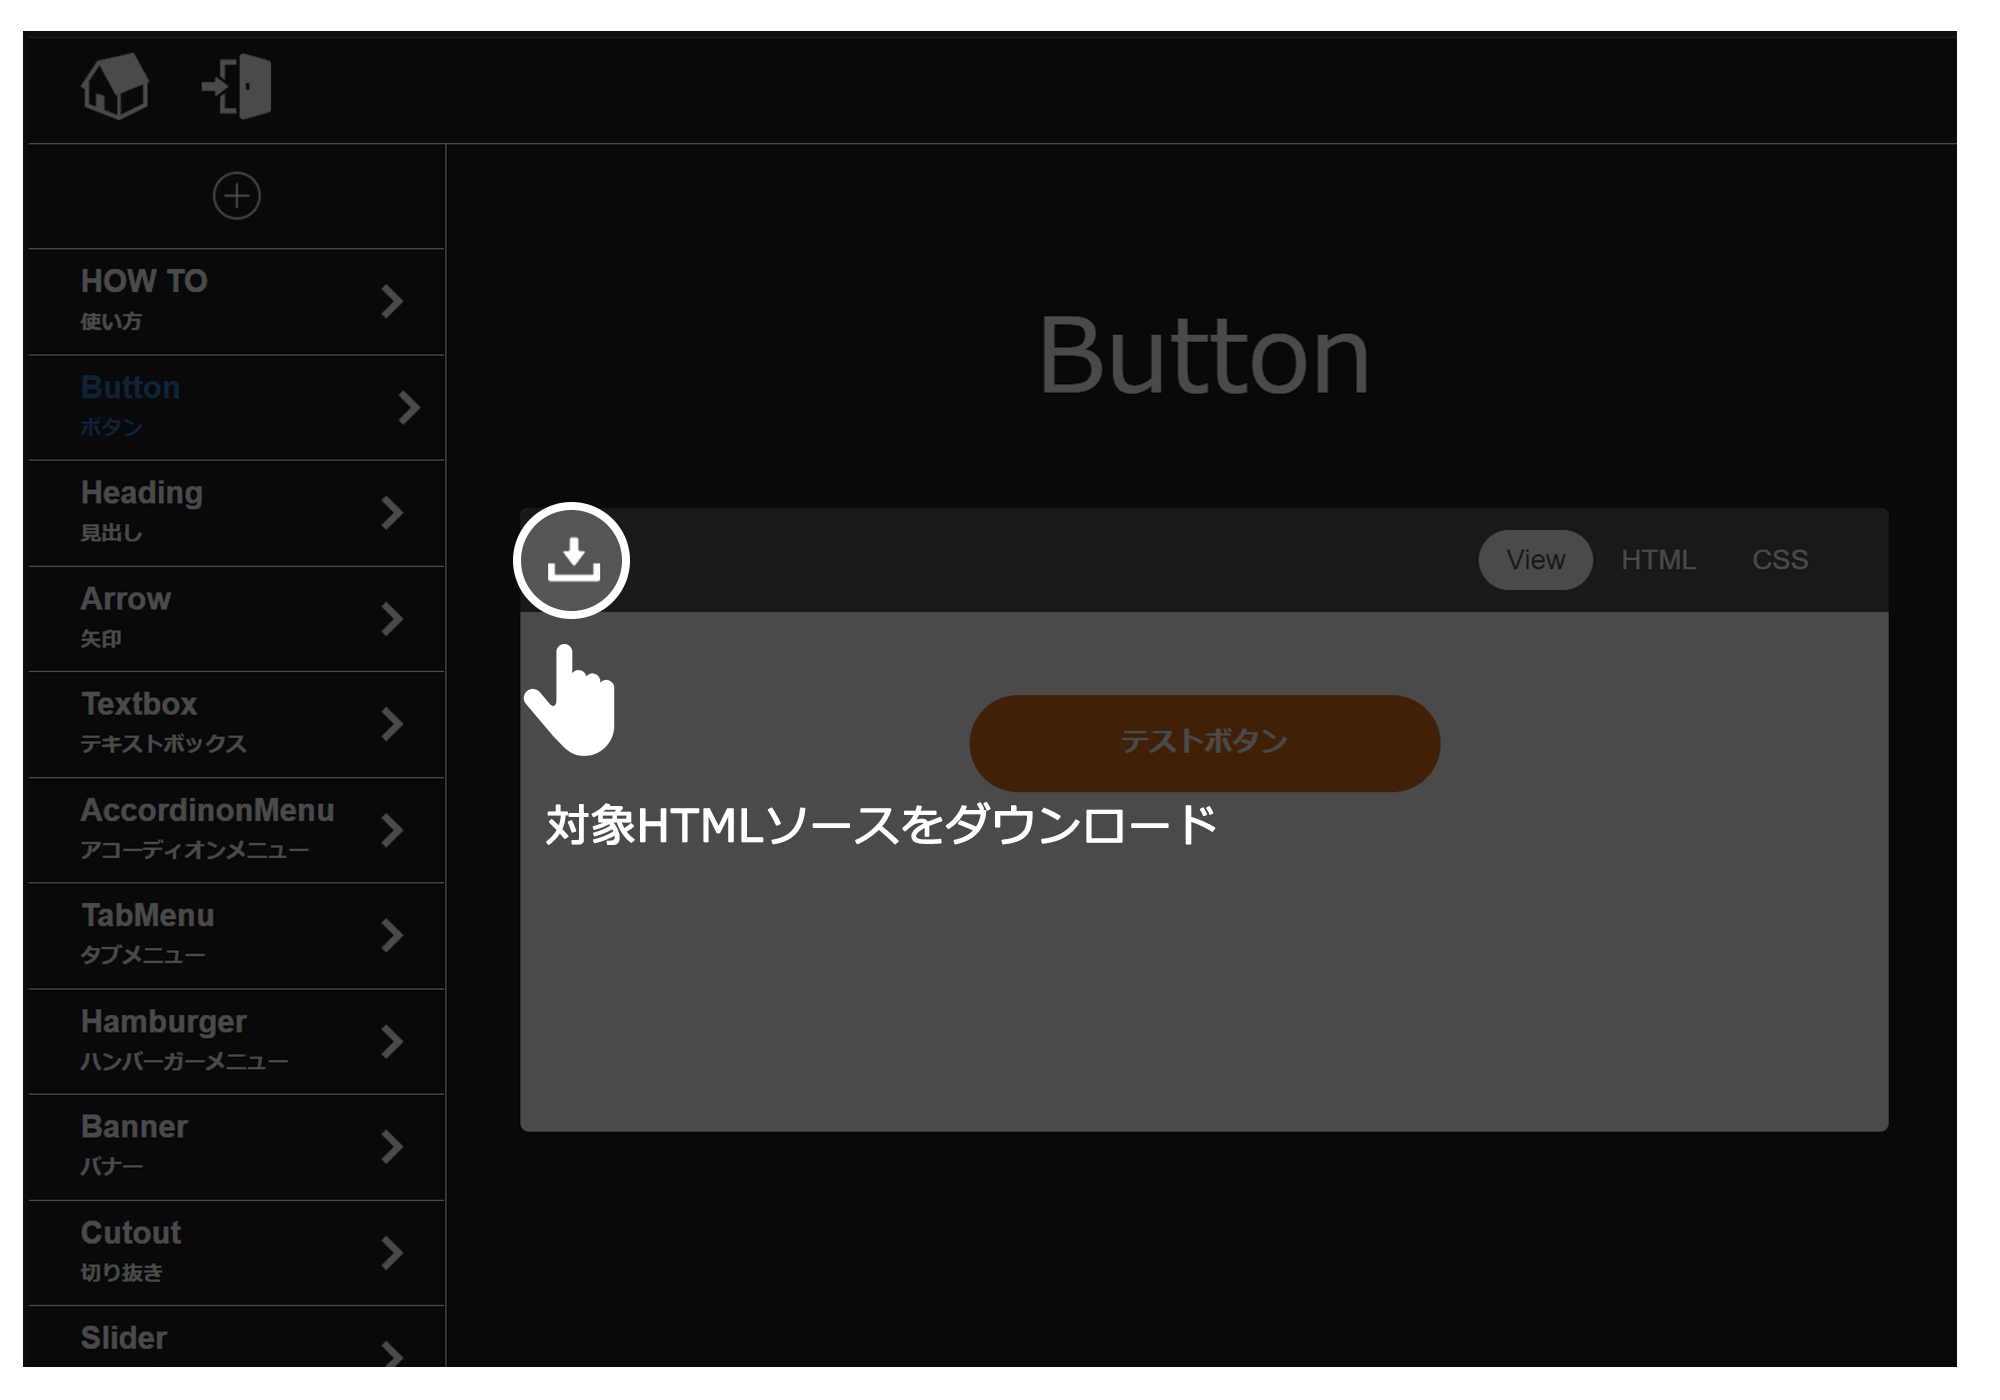 HOW TO
使い方
Button
ボタン
Heading
見出し
Arrow
矢印
Textbox
テキストボックス
AccordinonMenu
アコーディオンメニュー
TabMenu
タブメニュー
Hamburger
ハンバーガーメニュー
Banner
バナー
Cutout
切り抜き
Slider
Button
View HTML CSS
テストボタン
対象HTMLソースをダウンロード